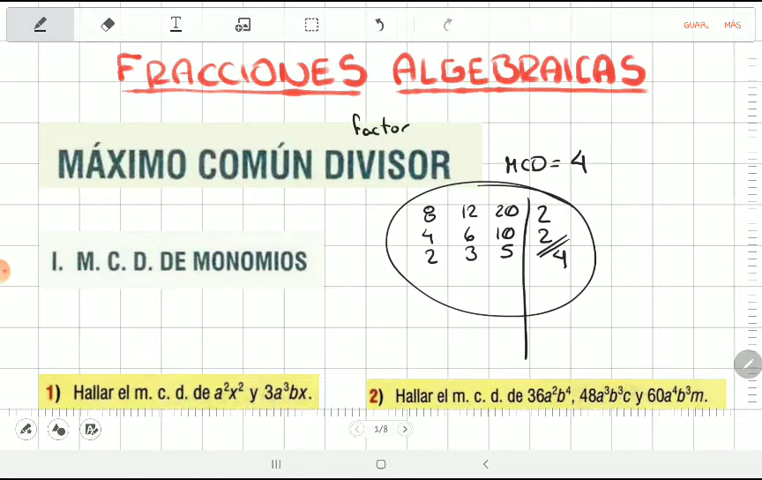 T
GUAR. MÁS
FRACCIONES ALGEBRAICAS
factor
MÁXIMO COMÚN DIVISOR
MCD = 4
8 12 20 2
4 6 10 2
2 3 5 4
I. M. C. D. DE MONOMIOS
1) Hallar el m. c. d. de a²x² y 3a³bx.
2) Hallar el m. c. d. de 36a²b⁴, 48a³b³c y 60a⁴b³m.
1/8